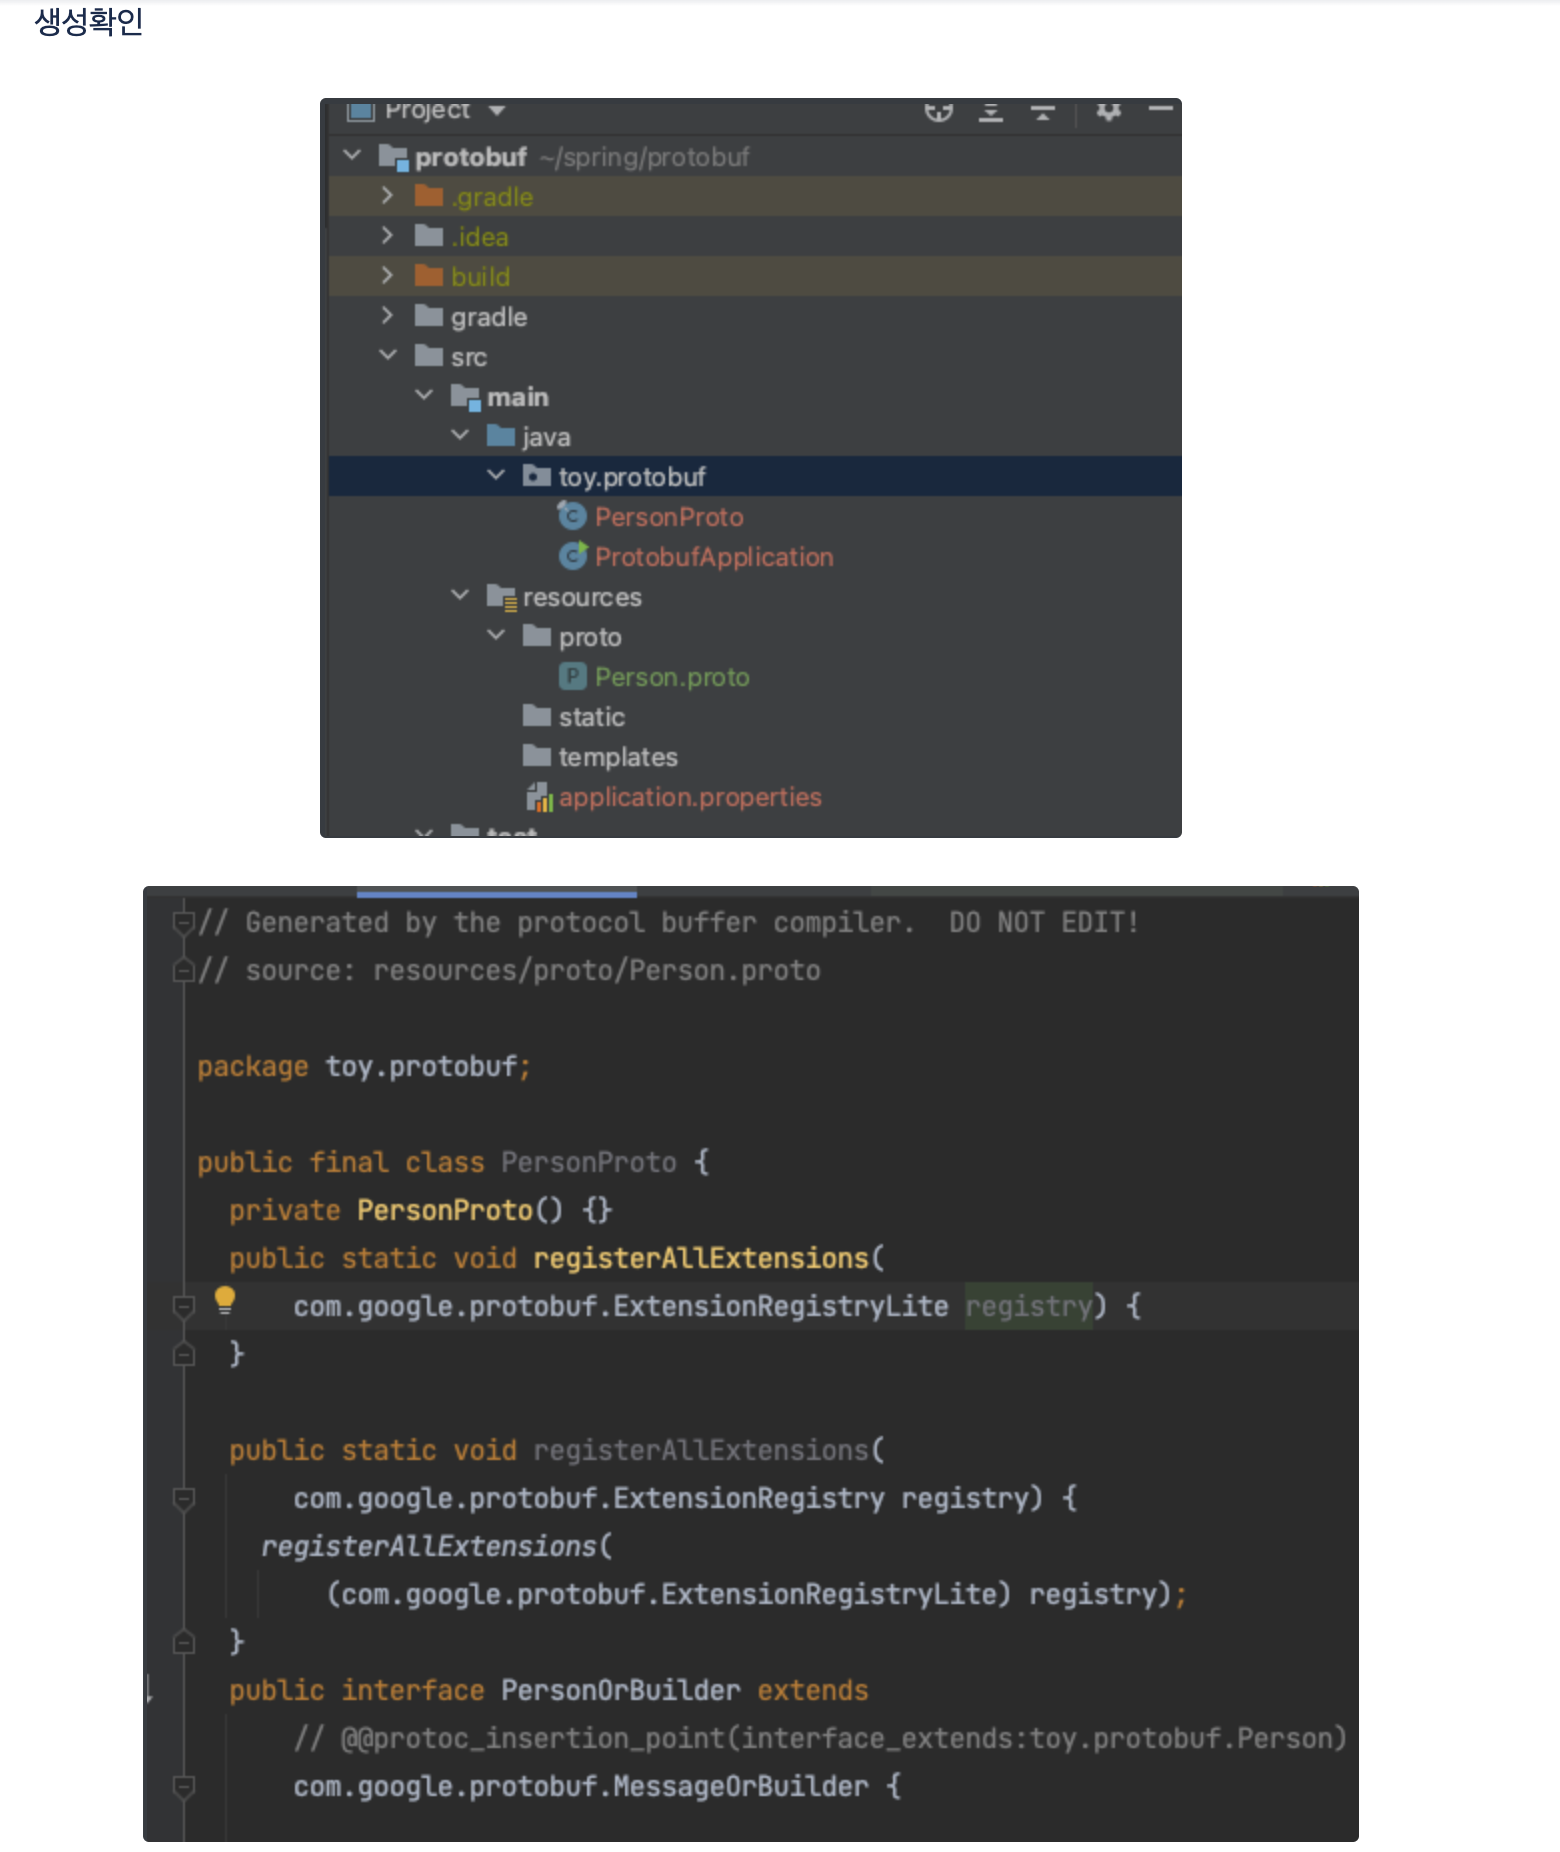 생성확인
Project
protobuf ~/spring/protobuf
.gradle
.idea
build
gradle
src
main
java
toy.protobuf
PersonProto
ProtobufApplication
resources
proto
Person.proto
static
templates
application.properties
test
// Generated by the protocol buffer compiler.  DO NOT EDIT!
// source: resources/proto/Person.proto
package toy.protobuf;
public final class PersonProto {
private PersonProto() {}
public static void registerAllExtensions(
com.google.protobuf.ExtensionRegistryLite registry) {
}
public static void registerAllExtensions(
com.google.protobuf.ExtensionRegistry registry) {
registerAllExtensions(
(com.google.protobuf.ExtensionRegistryLite) registry);
}
public interface PersonOrBuilder extends
// @@protoc_insertion_point(interface_extends:toy.protobuf.Person)
com.google.protobuf.MessageOrBuilder {